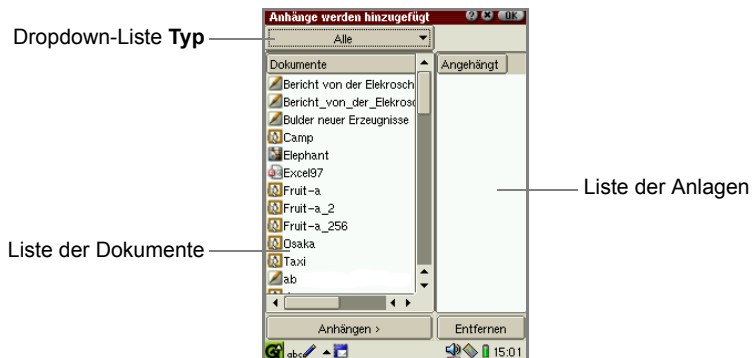 Anhänge werden hinzugefügt ? OK
Dropdown-Liste Typ
Alle
Dokumente
Angehängt
Bericht von der Elekrosch
Bericht_von_der_Elekros
Bulder neuer Erzeugnisse
Camp
Elephant
Excel97
Fruit-a
Fruit-a_2
Fruit-a_256
Osaka
Taxi
ab
Liste der Anlagen
Liste der Dokumente
Anhängen >
Entfernen
abc
15:01